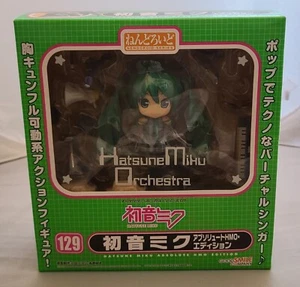 ねんどろいど
NENDOROID SERIES
胸キュンフル可動系アクションフィギュア!
ポップでテクノなバーチャルシンガー♪
Hatsune Miku
Orchestra
初音ミク
129
初音ミク アブソリュートHMO・
エディション
HATSUNE MIKU ABSOLUTE HMO EDITION